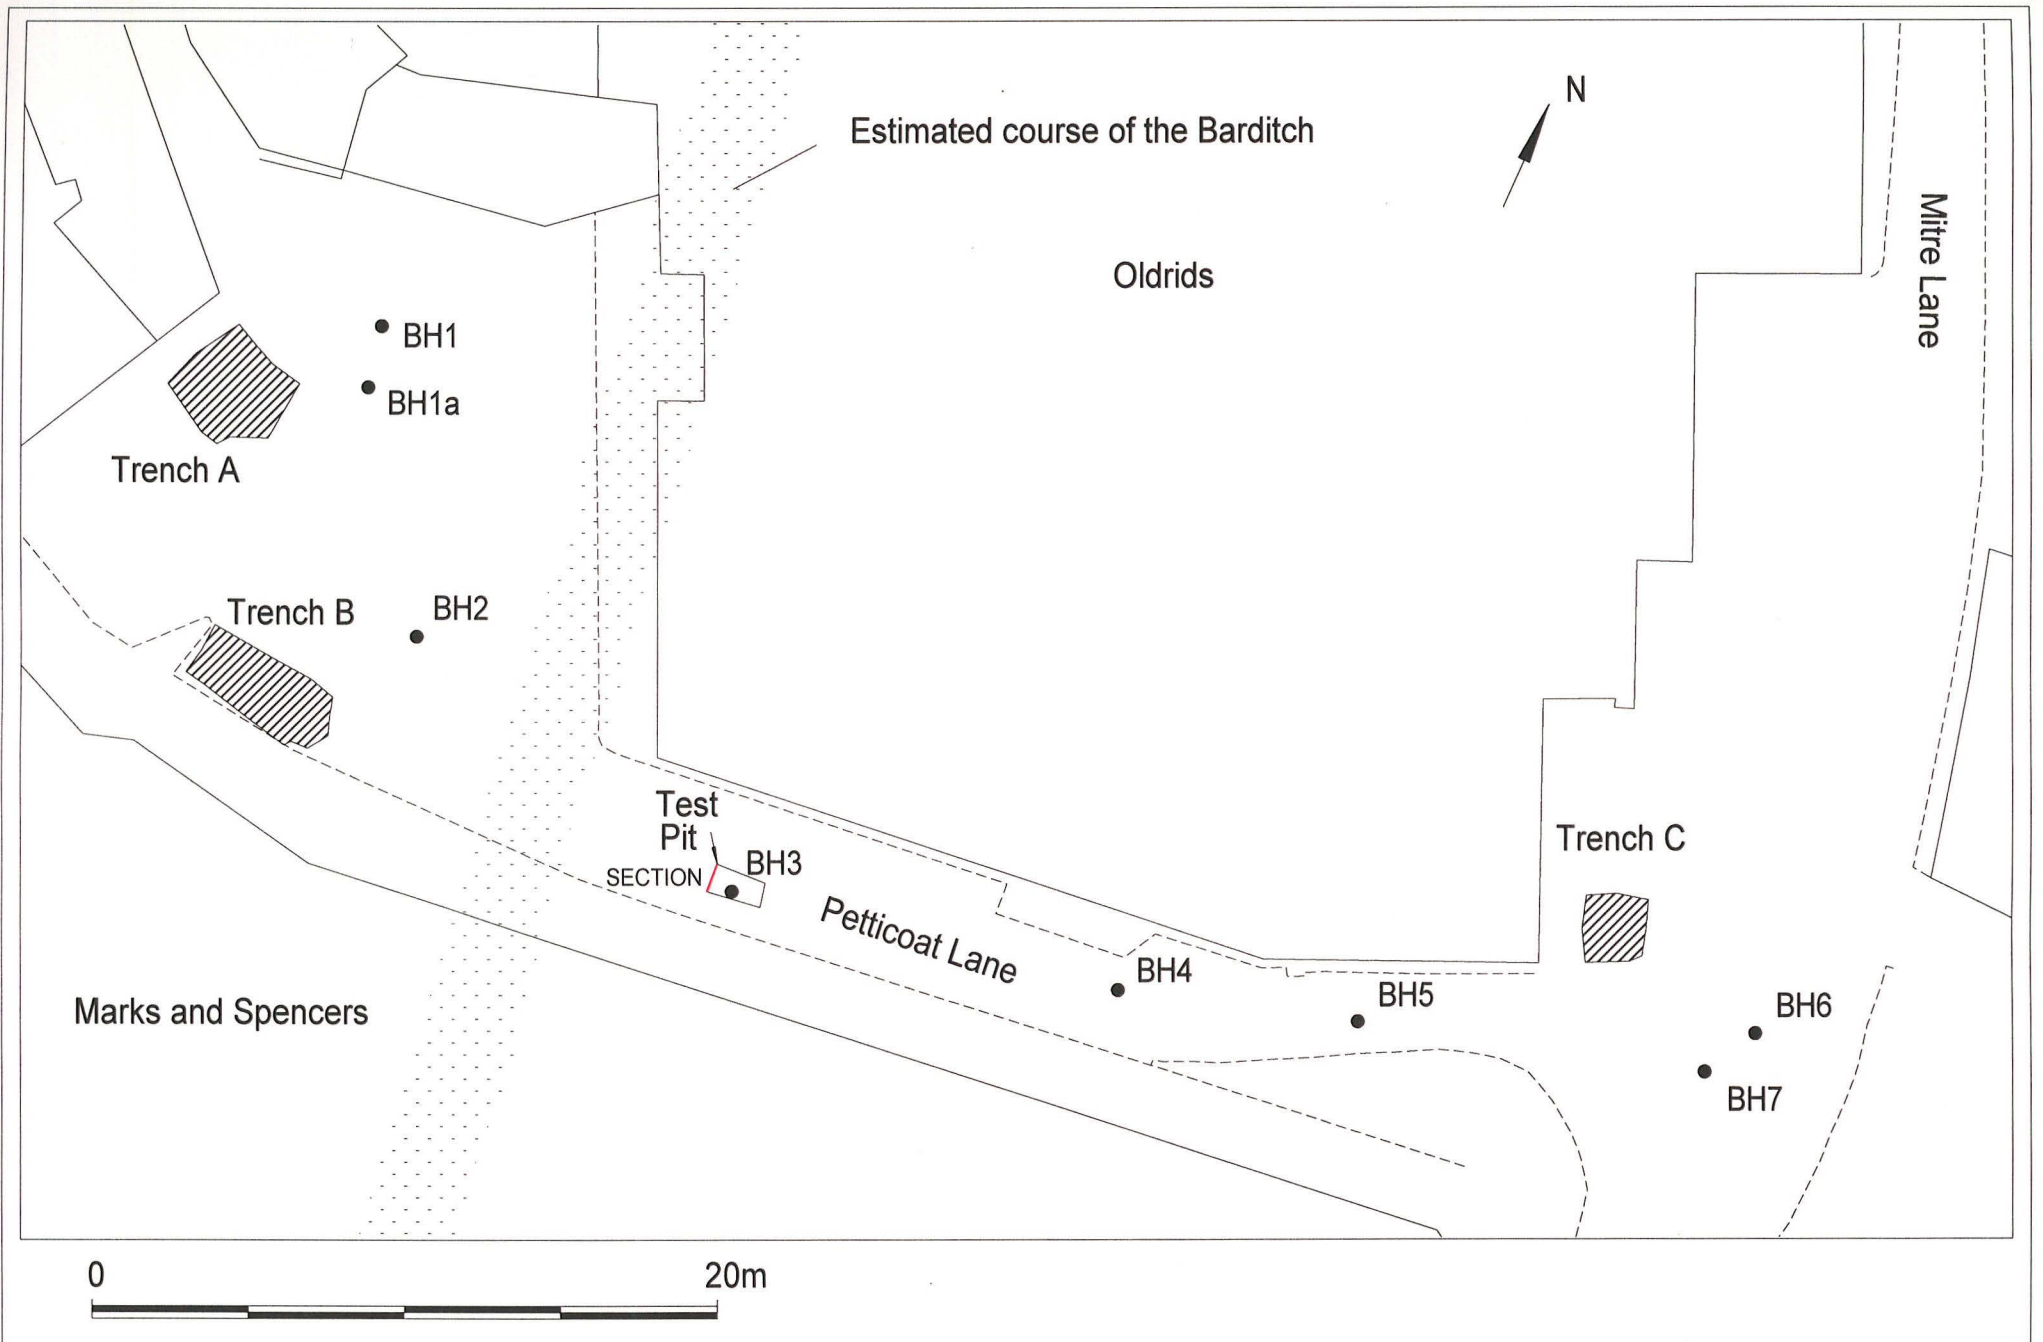 N
Estimated course of the Barditch
Mitre Lane
Oldrids
BH1
BH1a
Trench A
Trench B
BH2
Test
Pit
SECTION
BH3
Petticoat Lane
Trench C
BH4
BH5
BH6
BH7
Marks and Spencers
0
20m